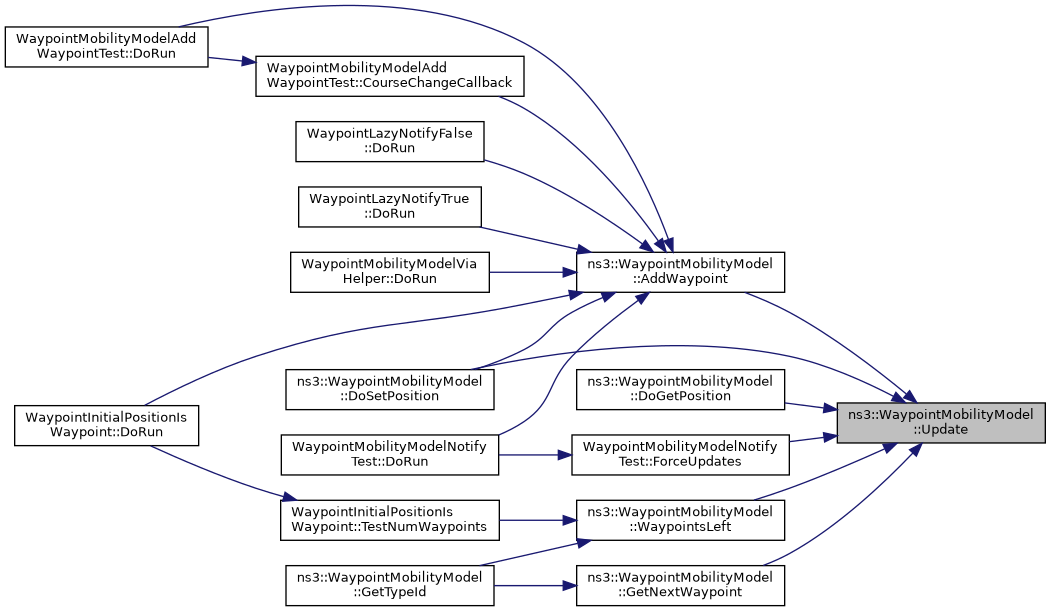 WaypointMobilityModelAdd
WaypointTest::DoRun
WaypointMobilityModelAdd
WaypointTest::CourseChangeCallback
WaypointLazyNotifyFalse
::DoRun
WaypointLazyNotifyTrue
::DoRun
WaypointMobilityModelVia
Helper::DoRun
ns3::WaypointMobilityModel
::AddWaypoint
ns3::WaypointMobilityModel
::DoSetPosition
ns3::WaypointMobilityModel
::DoGetPosition
WaypointInitialPositionIs
Waypoint::DoRun
ns3::WaypointMobilityModel
::Update
WaypointMobilityModelNotify
Test::DoRun
WaypointMobilityModelNotify
Test::ForceUpdates
WaypointInitialPositionIs
Waypoint::TestNumWaypoints
ns3::WaypointMobilityModel
::WaypointsLeft
ns3::WaypointMobilityModel
::GetTypeId
ns3::WaypointMobilityModel
::GetNextWaypoint